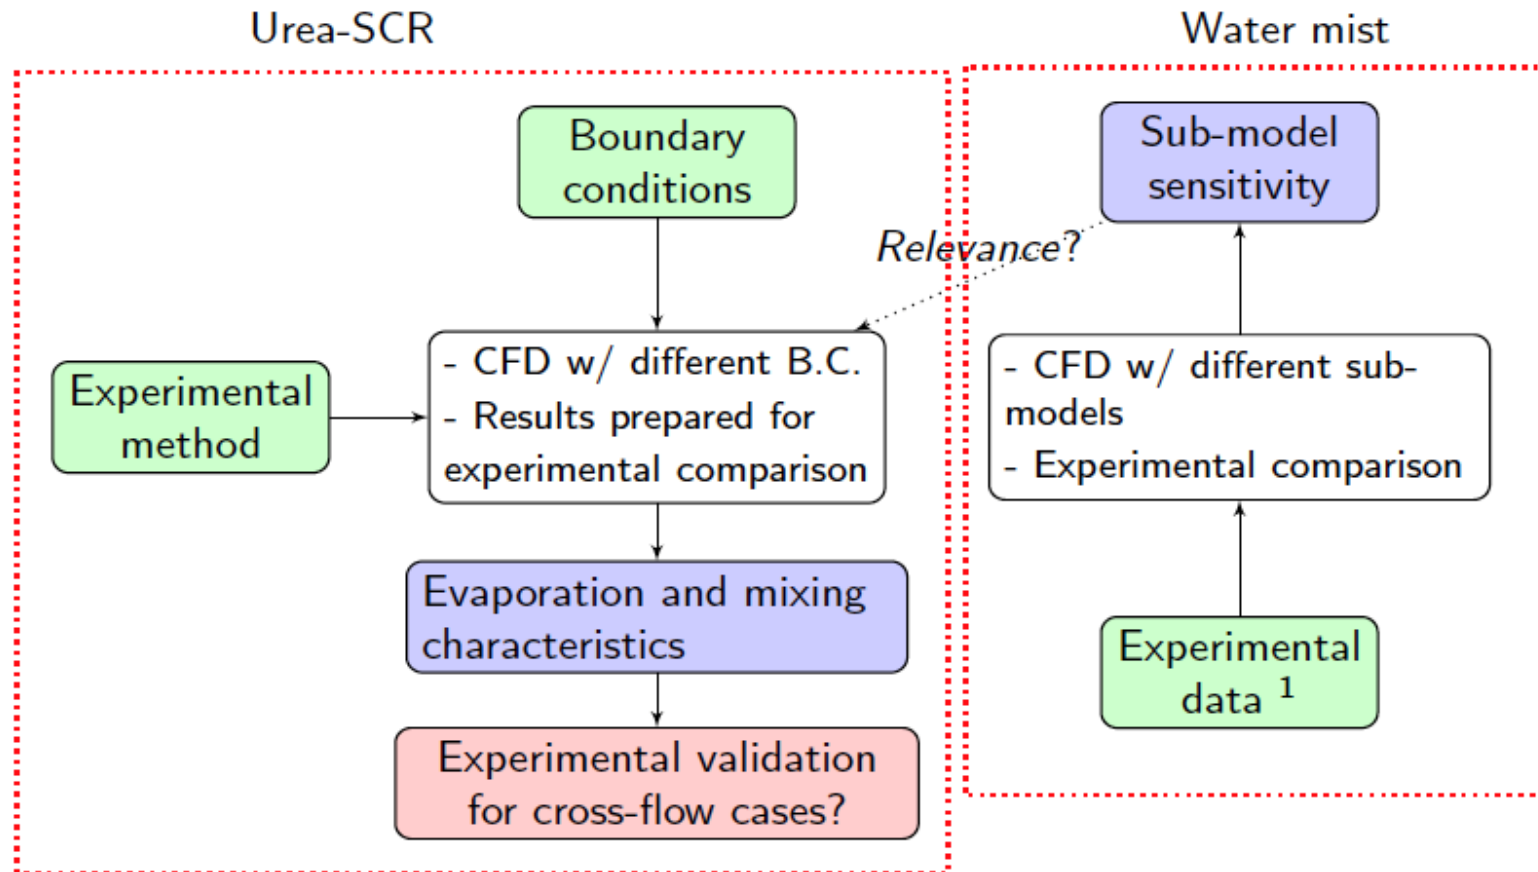 Urea-SCR
Water mist
Boundary
conditions
Sub-model
sensitivity
Relevance?
- CFD w/ different B.C.
- Results prepared for
experimental comparison
Experimental
method
- CFD w/ different sub-
models
- Experimental comparison
Evaporation and mixing
characteristics
Experimental
data 1
Experimental validation
for cross-flow cases?